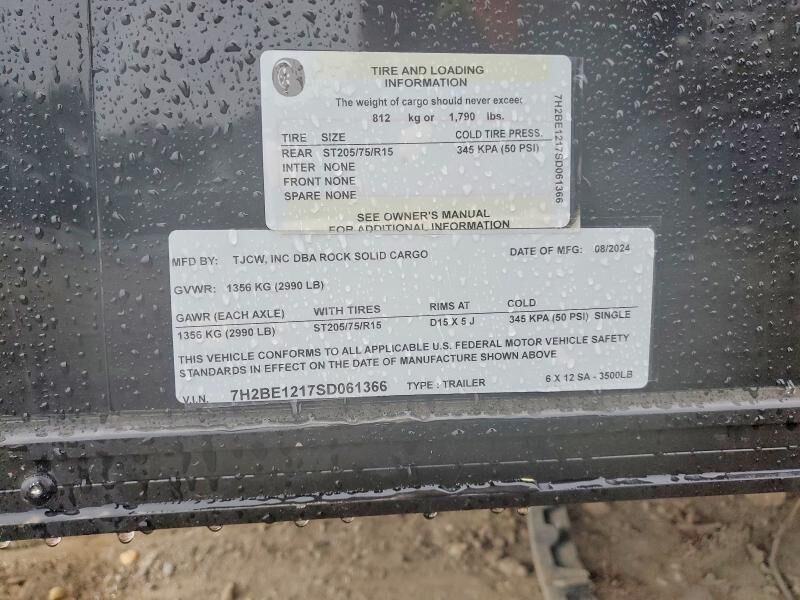 TIRE AND LOADING
INFORMATION
The weight of cargo should never exceed
812 kg or 1,790 lbs.
TIRE SIZE COLD TIRE PRESS.
REAR ST205/75/R15 345 KPA (50 PSI)
INTER NONE
FRONT NONE
SPARE NONE
SEE OWNER'S MANUAL
FOR ADDITIONAL INFORMATION
7H2BE1217SD061366
MFD BY: TJCW, INC DBA ROCK SOLID CARGO DATE OF MFG: 08/2024
GVWR: 1356 KG (2990 LB)
GAWR (EACH AXLE) WITH TIRES RIMS AT COLD
1356 KG (2990 LB) ST205/75/R15 D15 X 5 J 345 KPA (50 PSI) SINGLE
THIS VEHICLE CONFORMS TO ALL APPLICABLE U.S. FEDERAL MOTOR VEHICLE SAFETY
STANDARDS IN EFFECT ON THE DATE OF MANUFACTURE SHOWN ABOVE
V.I.N. 7H2BE1217SD061366 TYPE : TRAILER 6 X 12 SA - 3500LB